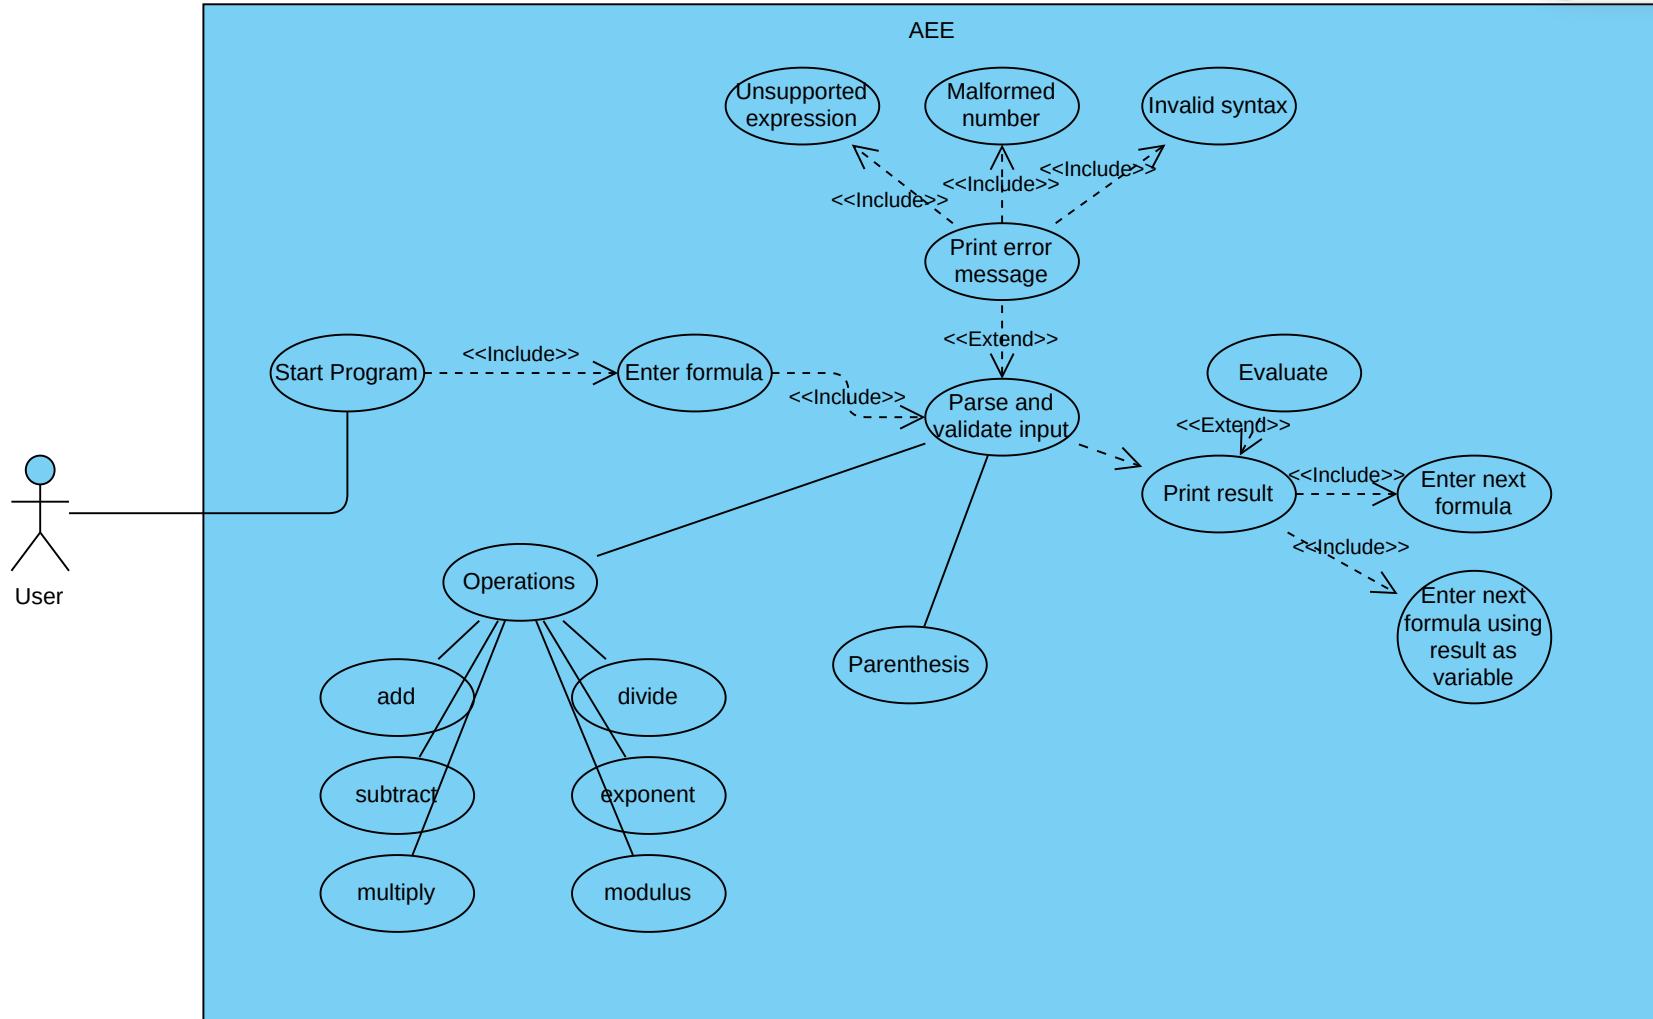 AEE
Unsupported
expression
Malformed
number
Invalid syntax
<<Include>>
<<Include>>
<<Include>>
Print error
message
<<Extend>>
Start Program
<<Include>>
Enter formula
<<Include>>
Parse and
validate input
Evaluate
<<Extend>>
Print result
<<Include>>
Enter next
formula
<<Include>>
Enter next
formula using
result as
variable
User
Operations
Parenthesis
add
divide
subtract
exponent
multiply
modulus